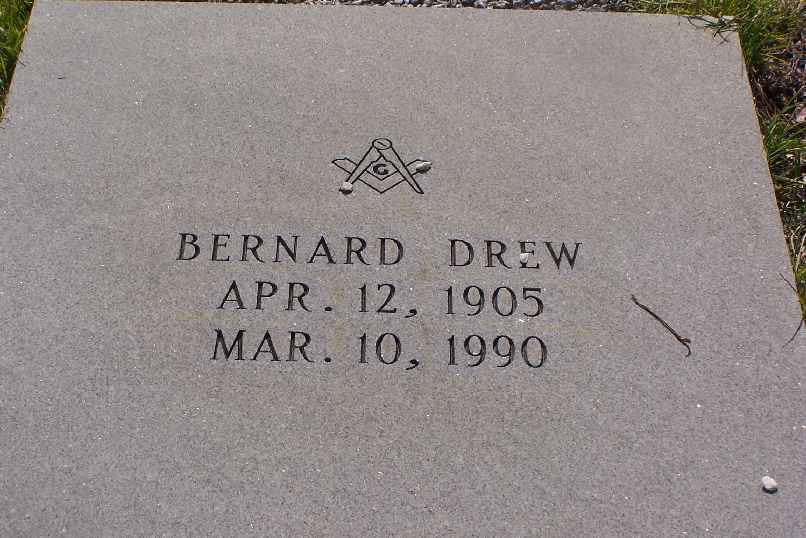 G
BERNARD DREW
APR. 12, 1905
MAR. 10, 1990